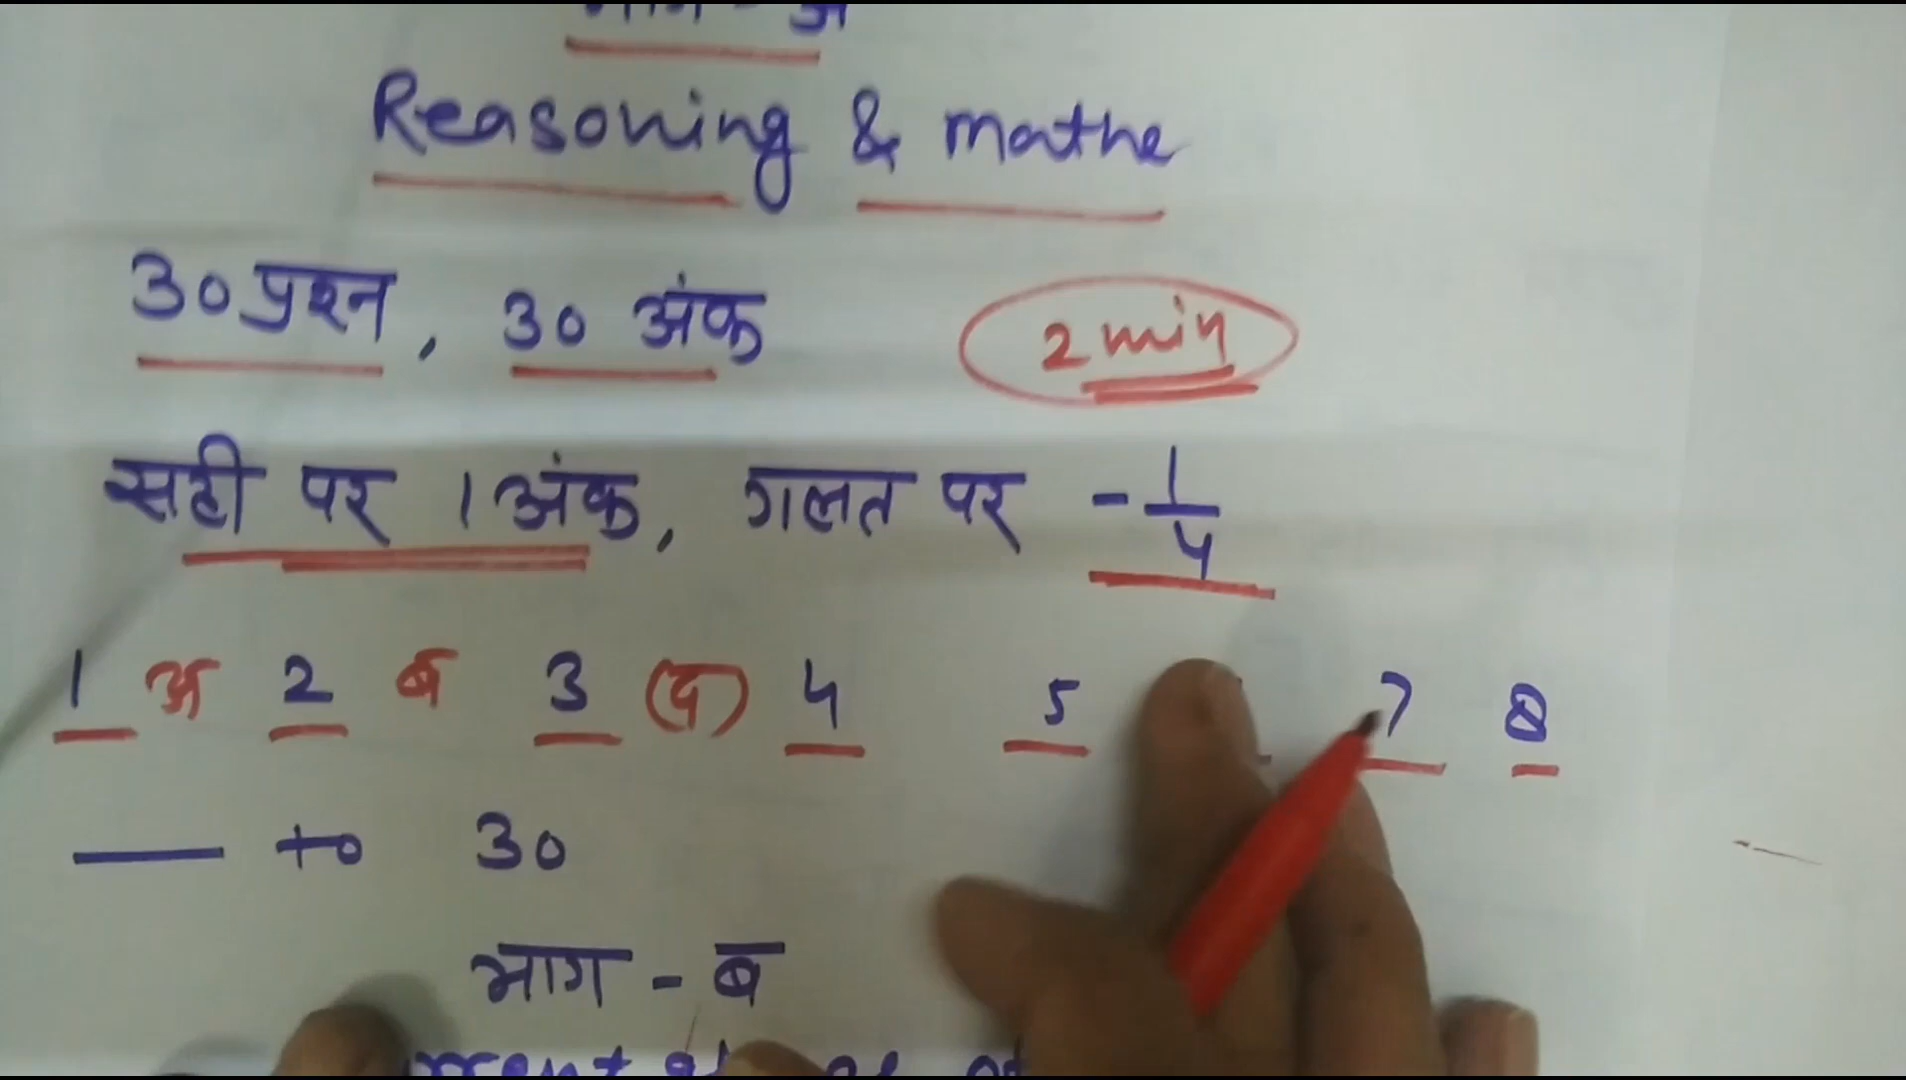 भाग - अ
Reasoning & mathe
30 प्रश्न, 30 अंक 2 min
सही पर 1 अंक, गलत पर - 1/4
1 अ 2 ब 3 (द) 4 5 7 8
— to 30
भाग - ब